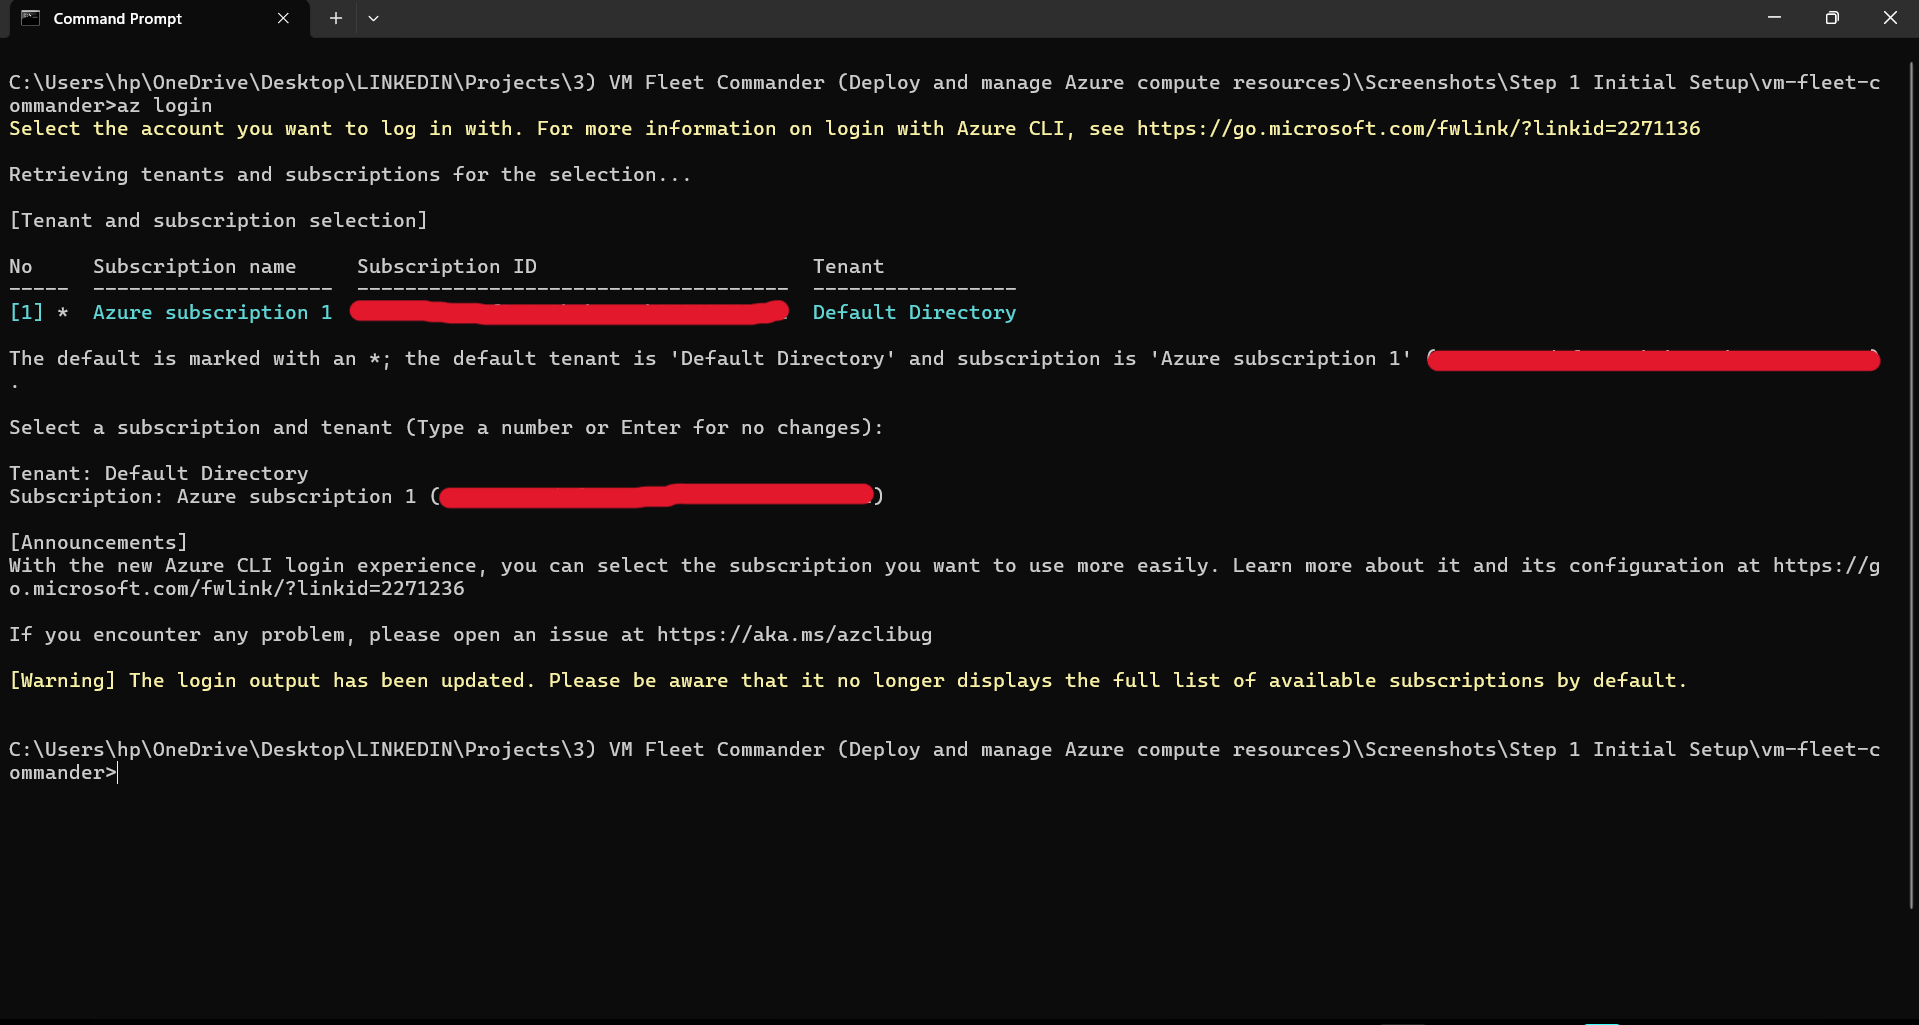 Command Prompt
C:\Users\hp\OneDrive\Desktop\LINKEDIN\Projects\3) VM Fleet Commander (Deploy and manage Azure compute resources)\Screenshots\Step 1 Initial Setup\vm-fleet-c
ommander>az login
Select the account you want to log in with. For more information on login with Azure CLI, see https://go.microsoft.com/fwlink/?linkid=2271136
Retrieving tenants and subscriptions for the selection...
[Tenant and subscription selection]
No     Subscription name     Subscription ID                       Tenant
-----  --------------------  ------------------------------------  -----------------
[1] *  Azure subscription 1  Default Directory
The default is marked with an *; the default tenant is 'Default Directory' and subscription is 'Azure subscription 1' (
)
.
Select a subscription and tenant (Type a number or Enter for no changes):
Tenant: Default Directory
Subscription: Azure subscription 1 ()
[Announcements]
With the new Azure CLI login experience, you can select the subscription you want to use more easily. Learn more about it and its configuration at https://g
o.microsoft.com/fwlink/?linkid=2271236
If you encounter any problem, please open an issue at https://aka.ms/azclibug
[Warning] The login output has been updated. Please be aware that it no longer displays the full list of available subscriptions by default.
C:\Users\hp\OneDrive\Desktop\LINKEDIN\Projects\3) VM Fleet Commander (Deploy and manage Azure compute resources)\Screenshots\Step 1 Initial Setup\vm-fleet-c
ommander>